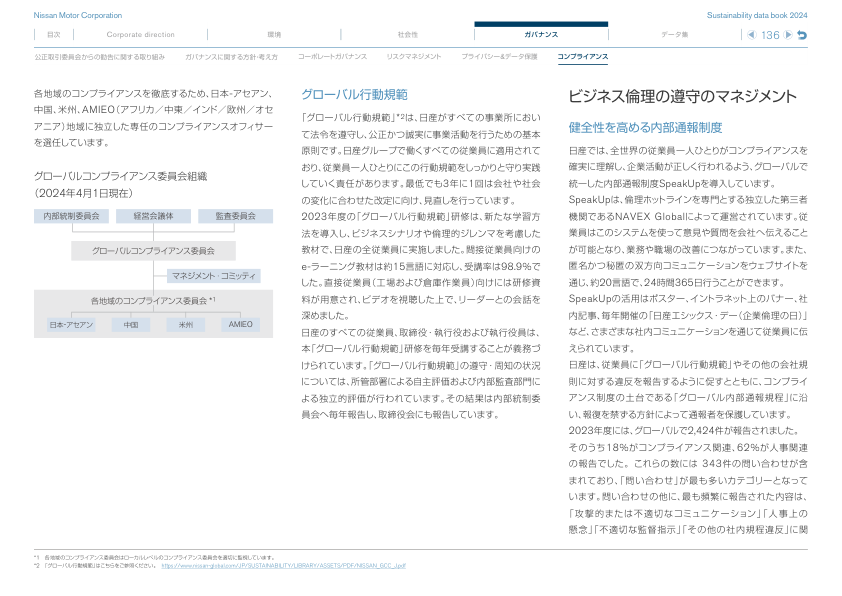 Nissan Motor Corporation
Sustainability data book 2024
目次
Corporate direction
環境
社会性
ガバナンス
データ集
136
公正取引委員会からの勧告に関する取り組み
ガバナンスに関する方針・考え方
コーポレートガバナンス
リスクマネジメント
プライバシー&データ保護
コンプライアンス
各地域のコンプライアンスを徹底するため、日本-アセアン、
中国、米州、AMIEO（アフリカ／中東／インド／欧州／オセ
アニア）地域に独立した専任のコンプライアンスオフィサー
を選任しています。
グローバルコンプライアンス委員会組織
（2024年4月1日現在）
内部統制委員会
経営会議体
監査委員会
グローバルコンプライアンス委員会
マネジメント・コミッティ
各地域のコンプライアンス委員会 *1
日本-アセアン
中国
米州
AMIEO
グローバル行動規範
「グローバル行動規範」*2は、日産がすべての事業所におい
て法令を遵守し、公正かつ誠実に事業活動を行うための基本
原則です。日産グループで働くすべての従業員に適用されて
おり、従業員一人ひとりにこの行動規範をしっかりと守り実践
していく責任があります。最低でも3年に1回は会社や社会
の変化に合わせた改定に向け、見直しを行っています。
2023年度の「グローバル行動規範」研修は、新たな学習方
法を導入し、ビジネスシナリオや倫理的ジレンマを考慮した
教材で、日産の全従業員に実施しました。間接従業員向けの
e-ラーニング教材は約15言語に対応し、受講率は98.9%で
した。直接従業員（工場および倉庫作業員）向けには研修資
料が用意され、ビデオを視聴した上で、リーダーとの会話を
深めました。
日産のすべての従業員、取締役・執行役および執行役員は、
本「グローバル行動規範」研修を毎年受講することが義務づ
けられています。「グローバル行動規範」の遵守・周知の状況
については、所管部署による自主評価および内部監査部門に
よる独立的評価が行われています。その結果は内部統制委
員会へ毎年報告し、取締役会にも報告しています。
ビジネス倫理の遵守のマネジメント
健全性を高める内部通報制度
日産では、全世界の従業員一人ひとりがコンプライアンスを
確実に理解し、企業活動が正しく行われるよう、グローバルで
統一した内部通報制度SpeakUpを導入しています。
SpeakUpは、倫理ホットラインを専門とする独立した第三者
機関であるNAVEX Globalによって運営されています。従
業員はこのシステムを使って意見や質問を会社へ伝えること
が可能となり、業務や職場の改善につながっています。また、
匿名かつ秘匿の双方向コミュニケーションをウェブサイトを
通じ、約20言語で、24時間365日行うことができます。
SpeakUpの活用はポスター、イントラネット上のバナー、社
内記事、毎年開催の「日産エシックス・デー（企業倫理の日）」
など、さまざまな社内コミュニケーションを通じて従業員に伝
えられています。
日産は、従業員に「グローバル行動規範」やその他の会社規
則に対する違反を報告するように促すとともに、コンプライ
アンス制度の土台である「グローバル内部通報規程」に沿
い、報復を禁ずる方針によって通報者を保護しています。
2023年度には、グローバルで2,424件が報告されました。
そのうち18%がコンプライアンス関連、62%が人事関連
の報告でした。 これらの数には 343件の問い合わせが含
まれており、「問い合わせ」が最も多いカテゴリーとなって
います。問い合わせの他に、最も頻繁に報告された内容は、
「攻撃的または不適切なコミュニケーション」「人事上の
懸念」「不適切な監督指示」「その他の社内規程違反」に関
*1 各地域のコンプライアンス委員会はローカルレベルのコンプライアンス委員会を適切に監視しています。
*2 「グローバル行動規範」はこちらをご参照ください。 https://www.nissan-global.com/JP/SUSTAINABILITY/LIBRARY/ASSETS/PDF/NISSAN_GCC_J.pdf